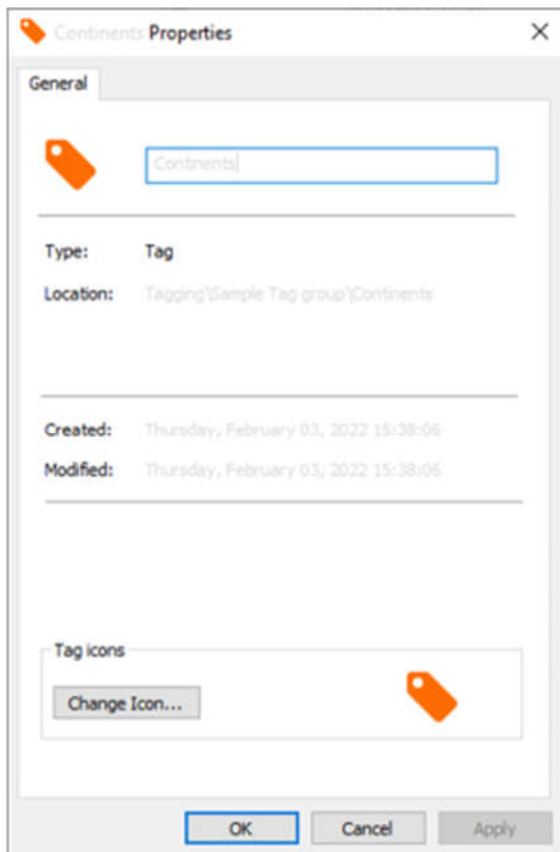 Continents Properties
General
Continents
Type: Tag
Location: Tagging\Sample Tag group\Continents
Created: Thursday, February 03, 2022 15:38:06
Modified: Thursday, February 03, 2022 15:38:06
Tag icons
Change Icon...
OK Cancel Apply